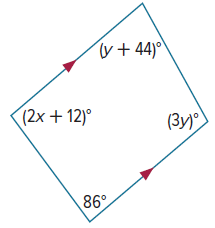 (y + 44)°
(2x + 12)°
(3y)°
86°